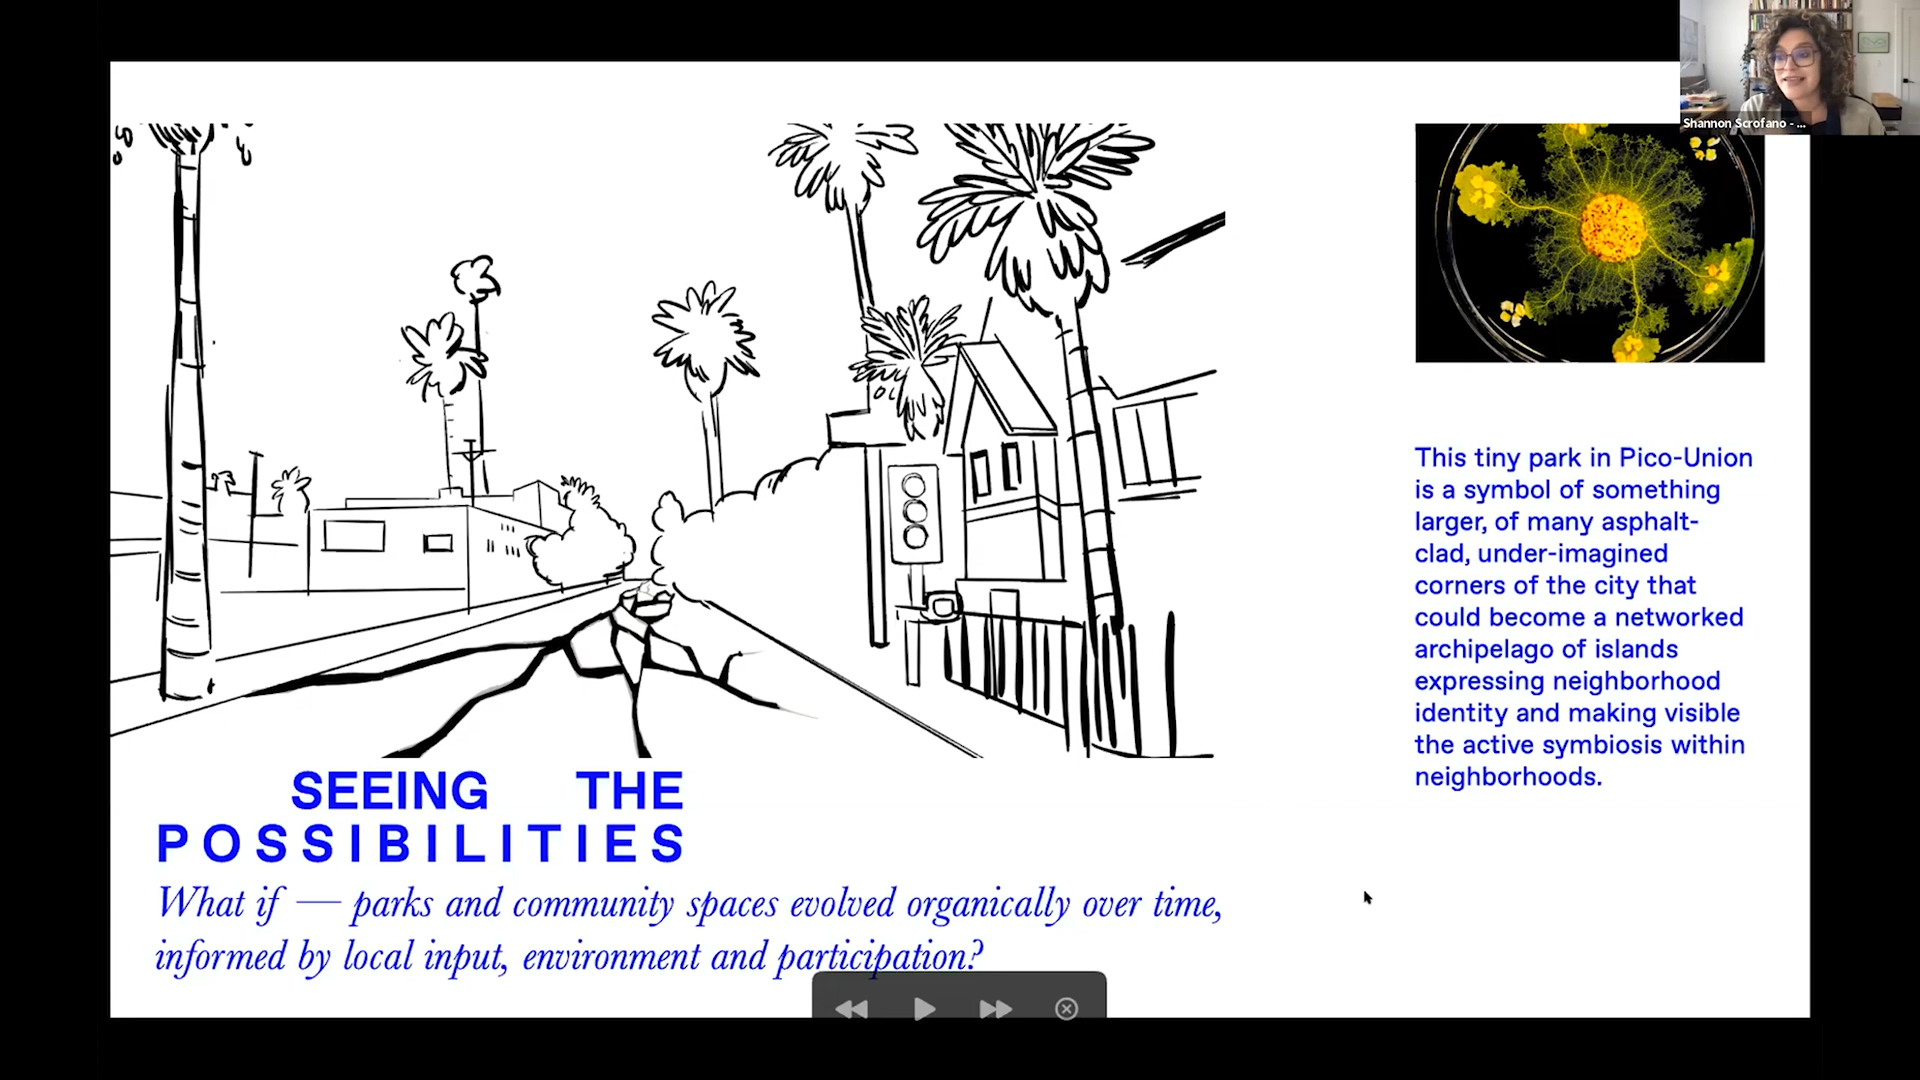 Shannon Scrofano - ...
This tiny park in Pico-Union
is a symbol of something
larger, of many asphalt-
clad, under-imagined
corners of the city that
could become a networked
archipelago of islands
expressing neighborhood
identity and making visible
the active symbiosis within
neighborhoods.
SEEING THE
POSSIBILITIES
What if — parks and community spaces evolved organically over time,
informed by local input, environment and participation?